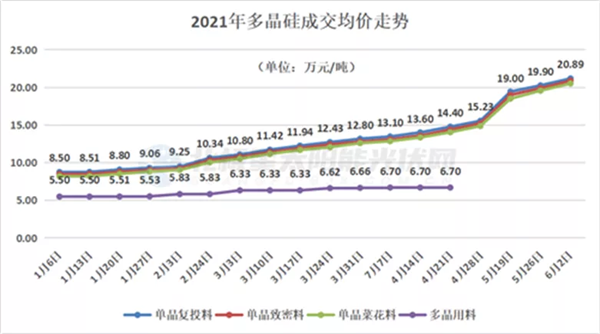 2021年多晶硅成交均价走势
(单位：万元/吨)
25.00
20.00
15.00
10.00
5.00
0.00
8.50 8.51 8.80 9.06 9.25 10.34 10.80 11.42 11.94 12.43 12.80 13.10 13.60 14.40 15.23 19.00 19.90 20.89
5.50 5.50 5.51 5.53 5.83 5.83 6.33 6.33 6.33 6.62 6.66 6.70 6.70 6.70
太阳能光伏网
1月6日 1月13日 1月20日 1月27日 2月3日 2月24日 3月3日 3月10日 3月17日 3月24日 3月31日 7月7日 4月14日 4月21日 4月28日 5月19日 5月26日 6月2日
单晶复投料 单晶致密料 单晶菜花料 多晶用料